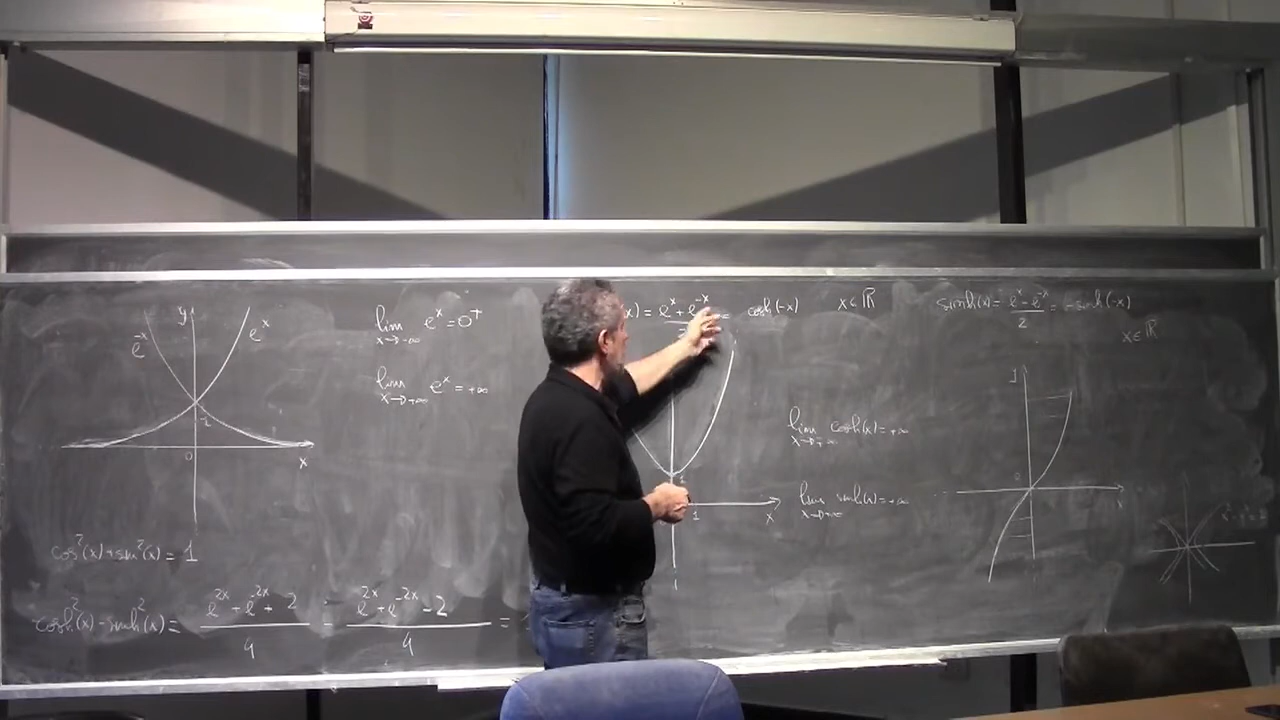 y
e^-x
e^x
1
0
x
lim e^x = 0^+
x→-∞
lim e^x = +∞
x→+∞
cos²(x)+sin²(x) = 1
cosh²(x) - sinh²(x) = (e^2x + e^-2x + 2)/4 - (e^2x + e^-2x - 2)/4 =
(x) = (e^x + e^-x)/ = cosh(-x) x ∈ ℝ
1
1
x
lim cosh(x) = +∞
lim sinh(x) = +∞
x→+∞
sinh(x) = (e^x - e^-x)/2 = -sinh(-x)
x ∈ ℝ
0
x